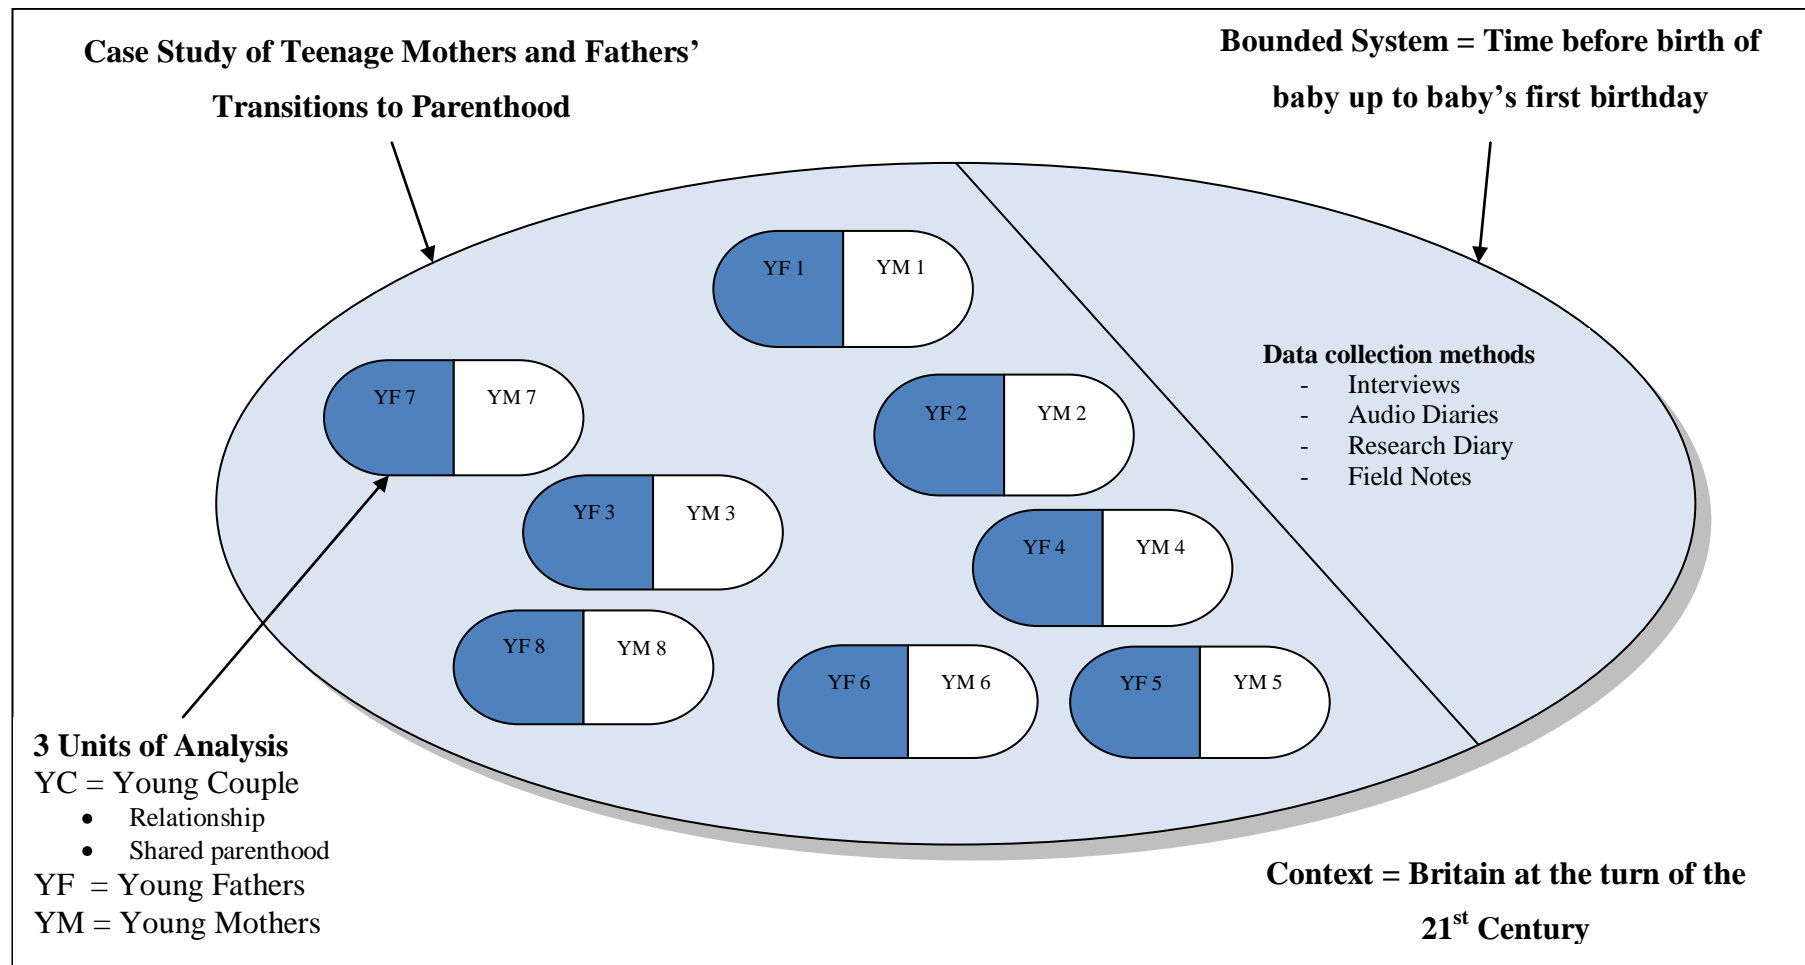 Case Study of Teenage Mothers and Fathers’
Transitions to Parenthood
Bounded System = Time before birth of
baby up to baby’s first birthday
YF 1 YM 1
Data collection methods
- Interviews
- Audio Diaries
- Research Diary
- Field Notes
YF 7 YM 7
YF 2 YM 2
YF 3 YM 3
YF 4 YM 4
YF 8 YM 8
YF 6 YM 6
YF 5 YM 5
3 Units of Analysis
YC = Young Couple
• Relationship
• Shared parenthood
YF = Young Fathers
YM = Young Mothers
Context = Britain at the turn of the
21st Century